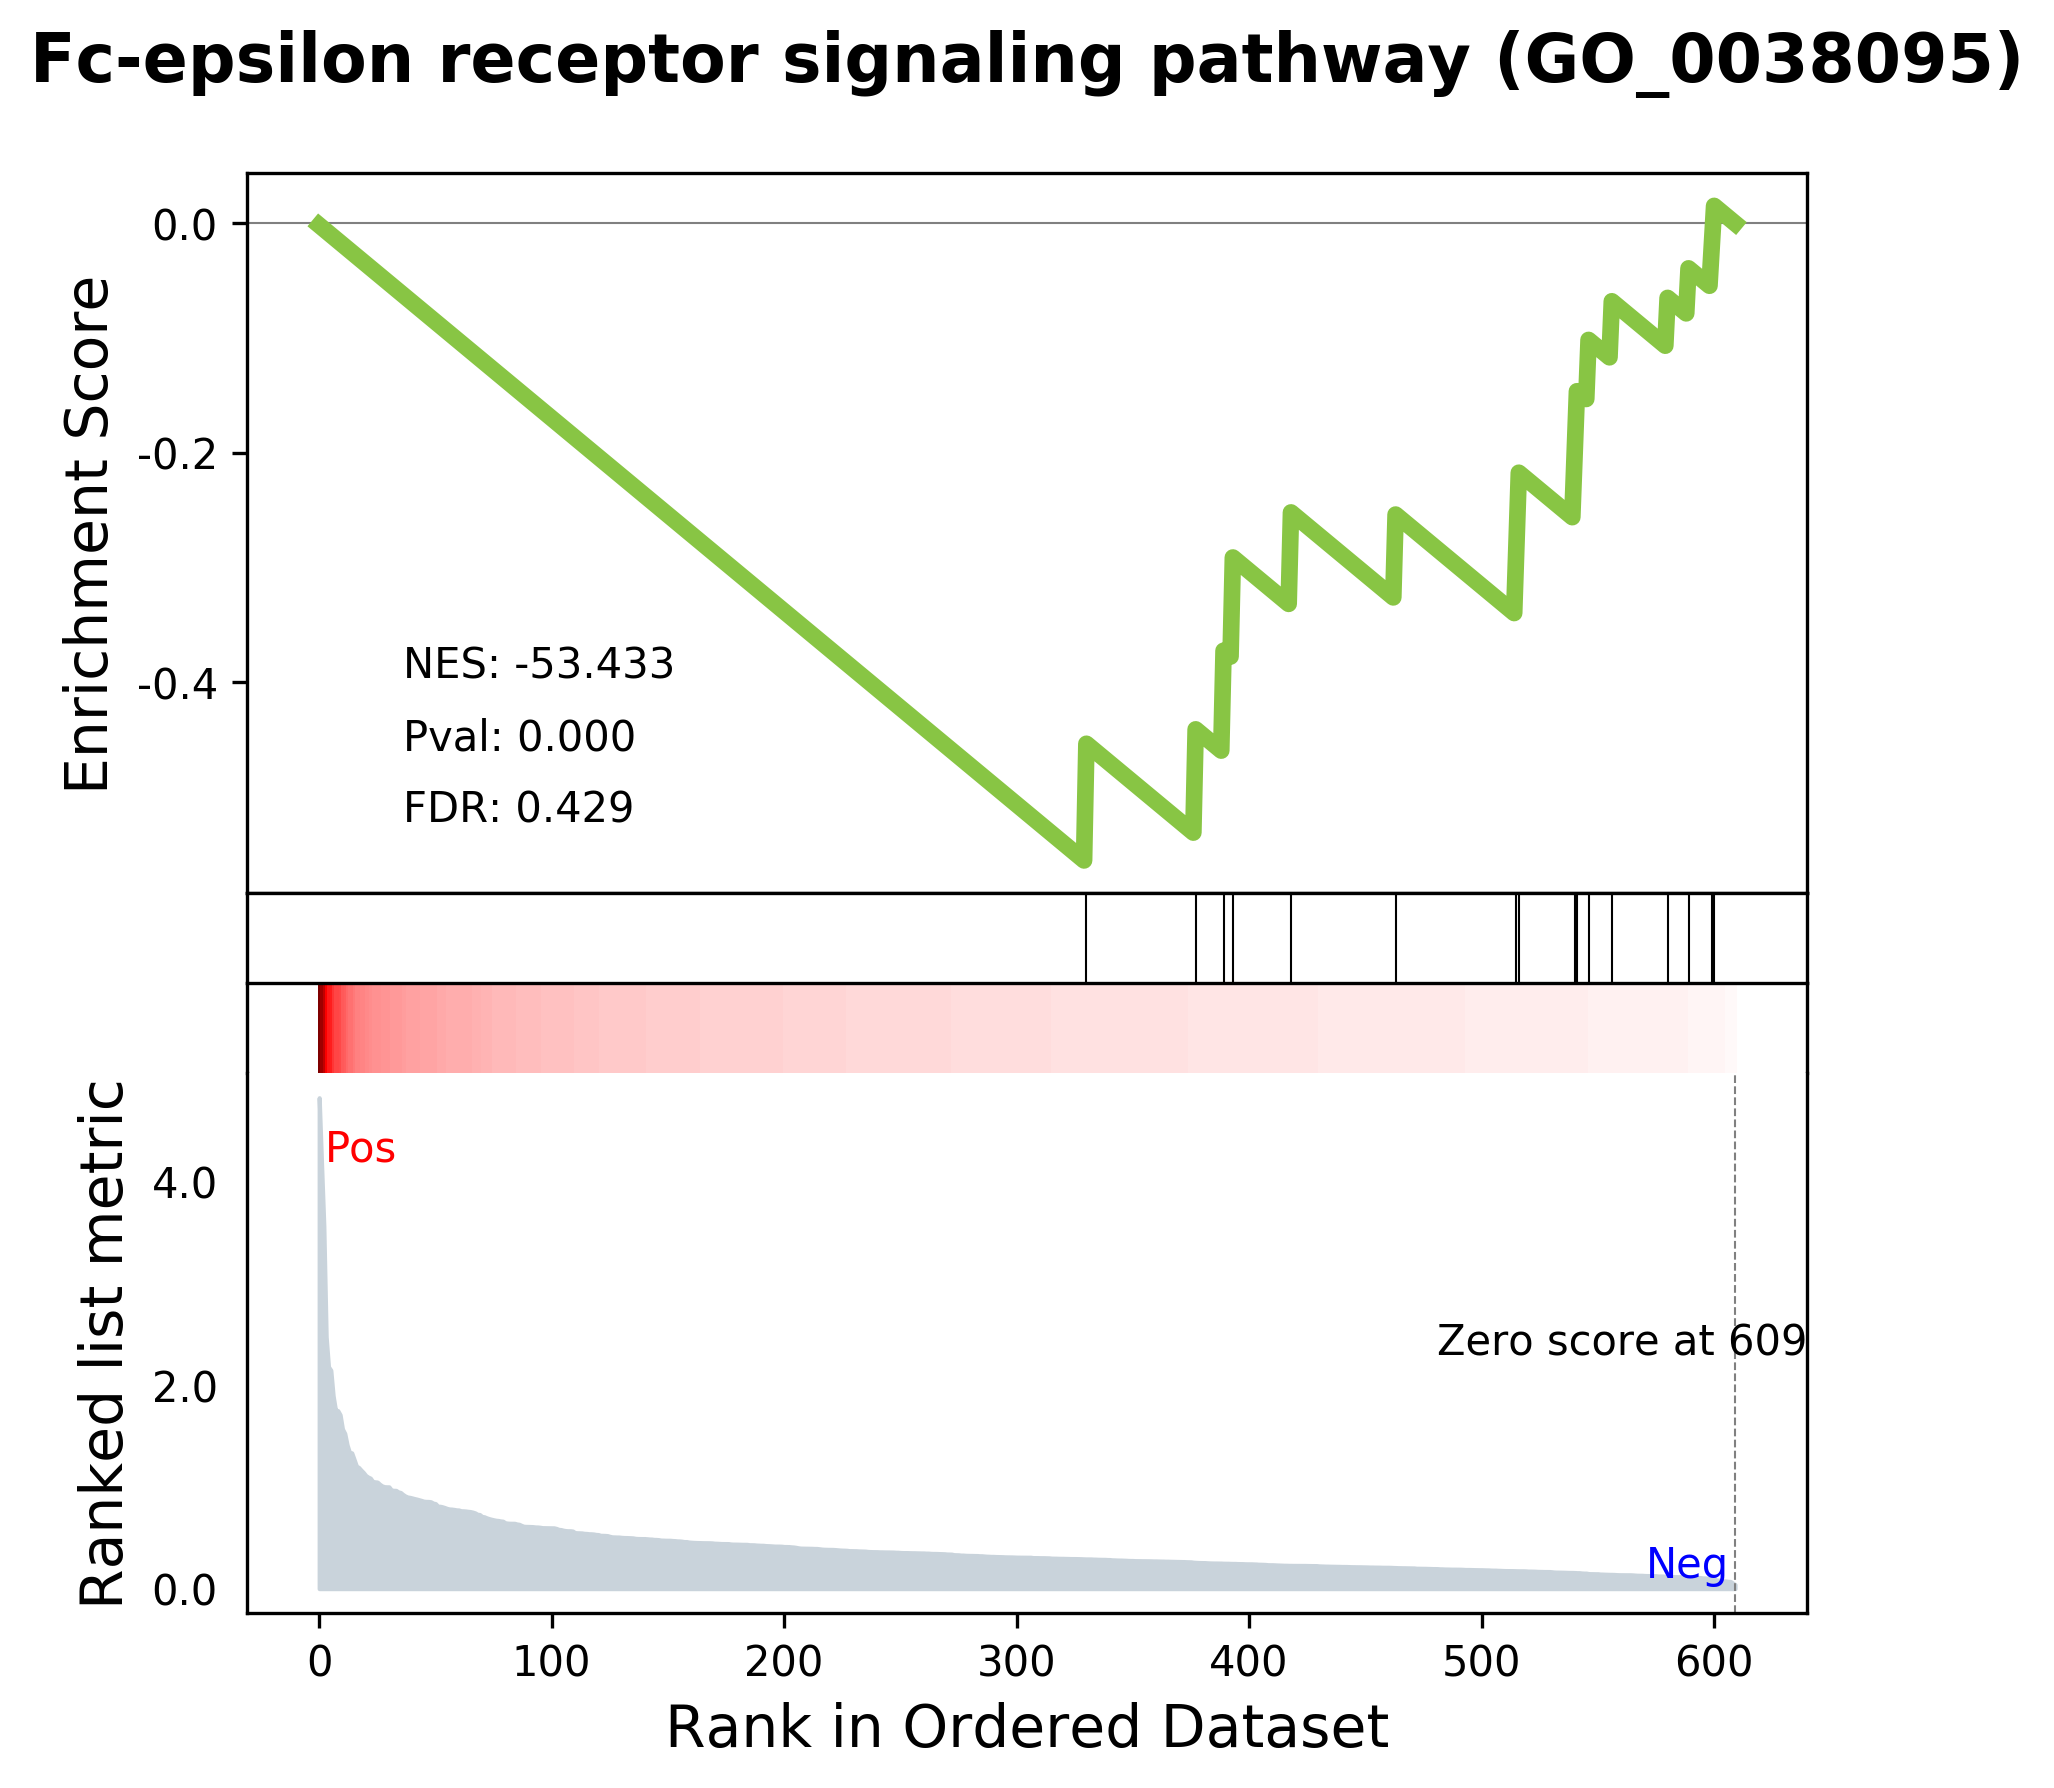 Fc-epsilon receptor signaling pathway (GO_0038095)
Enrichment Score
0.0
-0.2
-0.4
NES: -53.433
Pval: 0.000
FDR: 0.429
Ranked list metric
4.0
2.0
0.0
Pos
Zero score at 609
Neg
0 100 200 300 400 500 600
Rank in Ordered Dataset